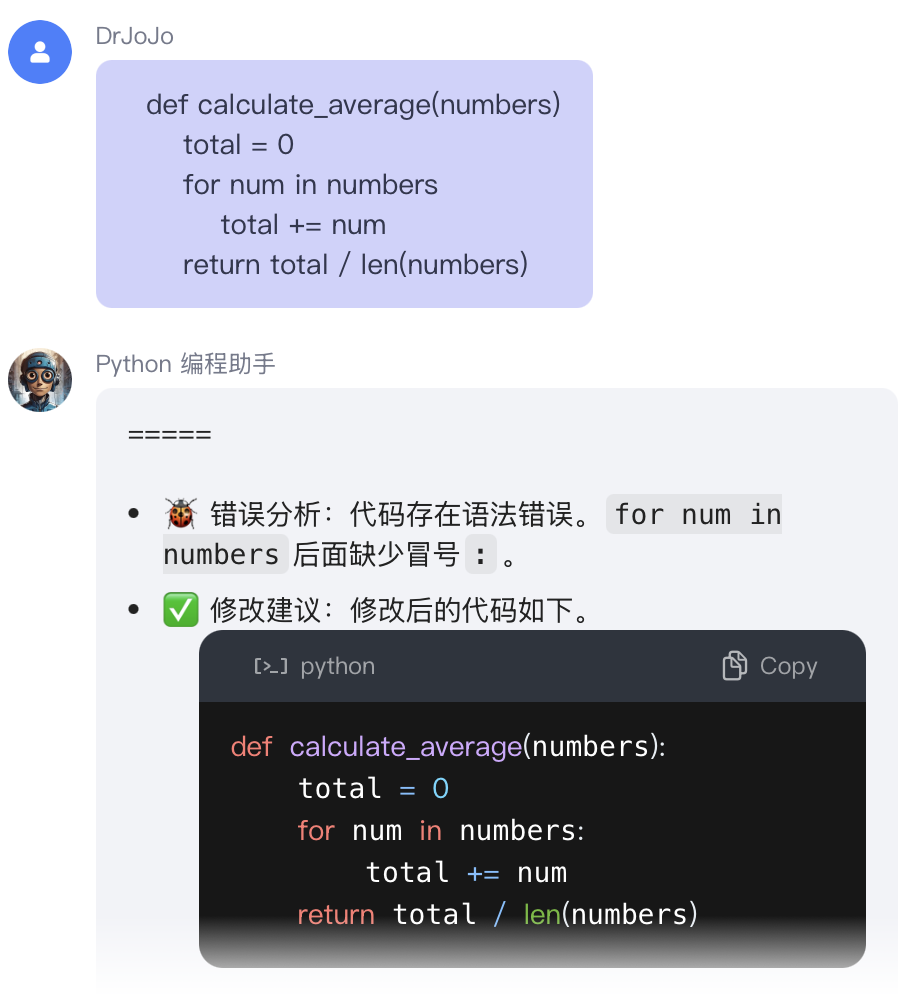 DrJoJo
def calculate_average(numbers)
total = 0
for num in numbers
total += num
return total / len(numbers)
Python 编程助手
=====
• 🐞 错误分析：代码存在语法错误。 for num in
numbers 后面缺少冒号 : 。
• ✅ 修改建议：修改后的代码如下。
[>_] python Copy
def calculate_average(numbers):
total = 0
for num in numbers:
total += num
return total / len(numbers)